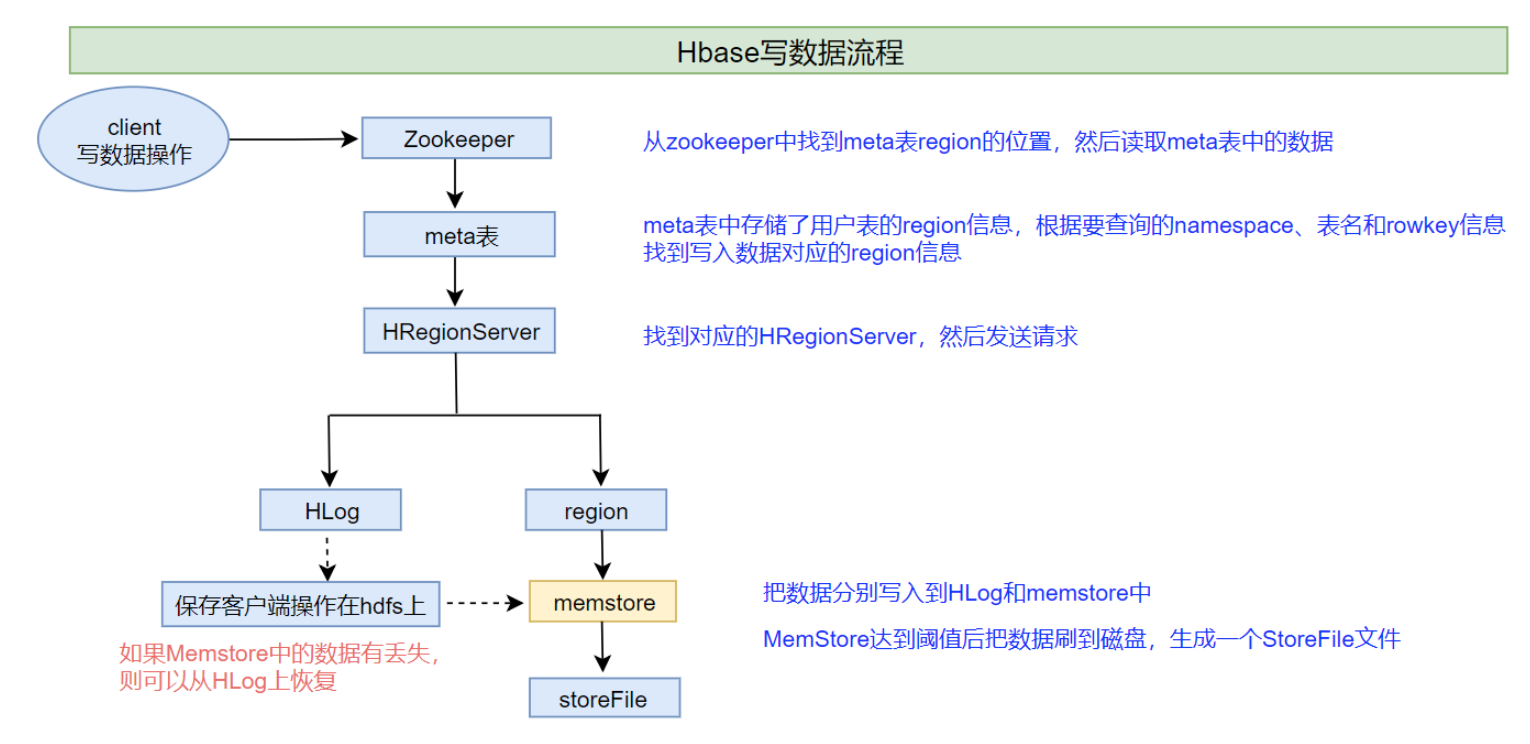 Hbase写数据流程
client
写数据操作
Zookeeper
从zookeeper中找到meta表region的位置，然后读取meta表中的数据
meta表
meta表中存储了用户表的region信息，根据要查询的namespace、表名和rowkey信息
找到写入数据对应的region信息
HRegionServer
找到对应的HRegionServer，然后发送请求
HLog
region
保存客户端操作在hdfs上
memstore
把数据分别写入到HLog和memstore中
MemStore达到阈值后把数据刷到磁盘，生成一个StoreFile文件
如果Memstore中的数据有丢失，
则可以从HLog上恢复
storeFile